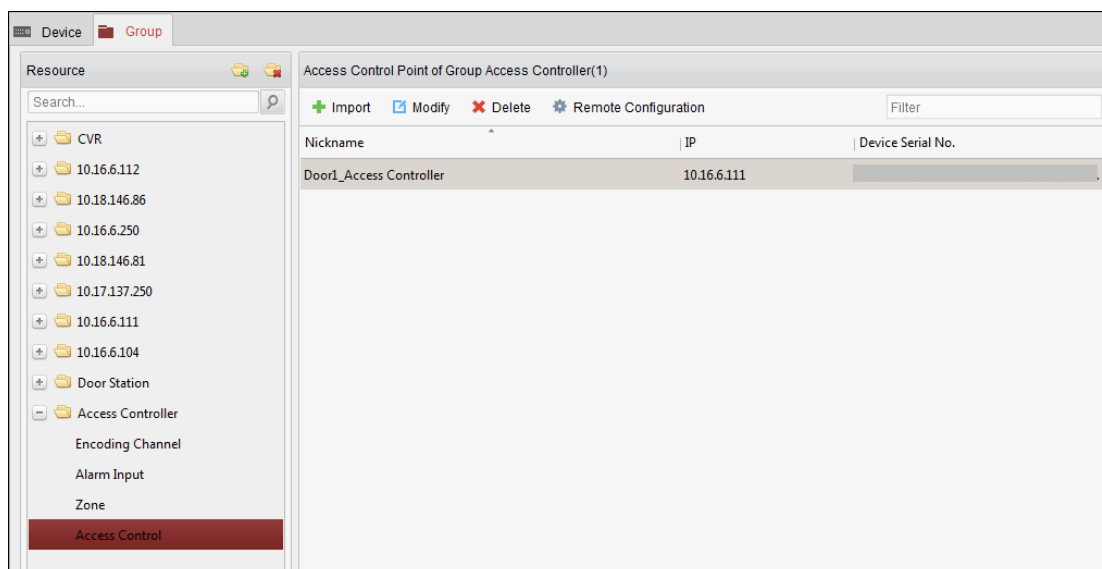 Device Group
Resource
Search...
CVR
10.16.6.112
10.18.146.86
10.16.6.250
10.18.146.81
10.17.137.250
10.16.6.111
10.16.6.104
Door Station
Access Controller
Encoding Channel
Alarm Input
Zone
Access Control
Access Control Point of Group Access Controller(1)
Import Modify Delete Remote Configuration Filter
Nickname IP Device Serial No.
Door1_Access Controller 10.16.6.111